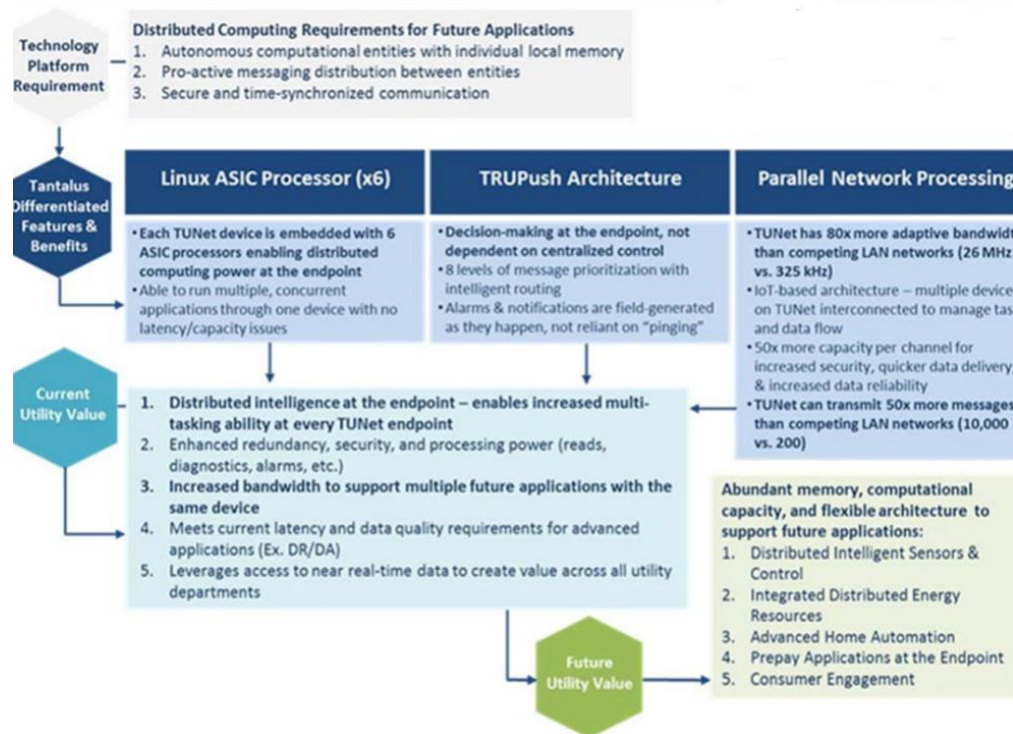 Technology
Platform
Requirement
Distributed Computing Requirements for Future Applications
1. Autonomous computational entities with individual local memory
2. Pro-active messaging distribution between entities
3. Secure and time-synchronized communication
Tantalus
Differentiated
Features &
Benefits
Linux ASIC Processor (x6)
• Each TUNet device is embedded with 6
ASIC processors enabling distributed
computing power at the endpoint
• Able to run multiple, concurrent
applications through one device with no
latency/capacity issues
TRUPush Architecture
• Decision-making at the endpoint, not
dependent on centralized control
• 8 levels of message prioritization with
intelligent routing
• Alarms & notifications are field-generated
as they happen, not reliant on “pinging”
Parallel Network Processing
• TUNet has 80x more adaptive bandwidt
than competing LAN networks (26 MHz
vs. 325 kHz)
• IoT-based architecture – multiple device
on TUNet interconnected to manage tas
and data flow
• 50x more capacity per channel for
increased security, quicker data delivery,
& increased data reliability
• TUNet can transmit 50x more messages
than competing LAN networks (10,000
vs. 200)
Current
Utility Value
1. Distributed intelligence at the endpoint – enables increased multi-
tasking ability at every TUNet endpoint
2. Enhanced redundancy, security, and processing power (reads,
diagnostics, alarms, etc.)
3. Increased bandwidth to support multiple future applications with the
same device
4. Meets current latency and data quality requirements for advanced
applications (Ex. DR/DA)
5. Leverages access to near real-time data to create value across all utility
departments
Future
Utility Value
Abundant memory, computational
capacity, and flexible architecture to
support future applications:
1. Distributed Intelligent Sensors &
Control
2. Integrated Distributed Energy
Resources
3. Advanced Home Automation
4. Prepay Applications at the Endpoint
5. Consumer Engagement